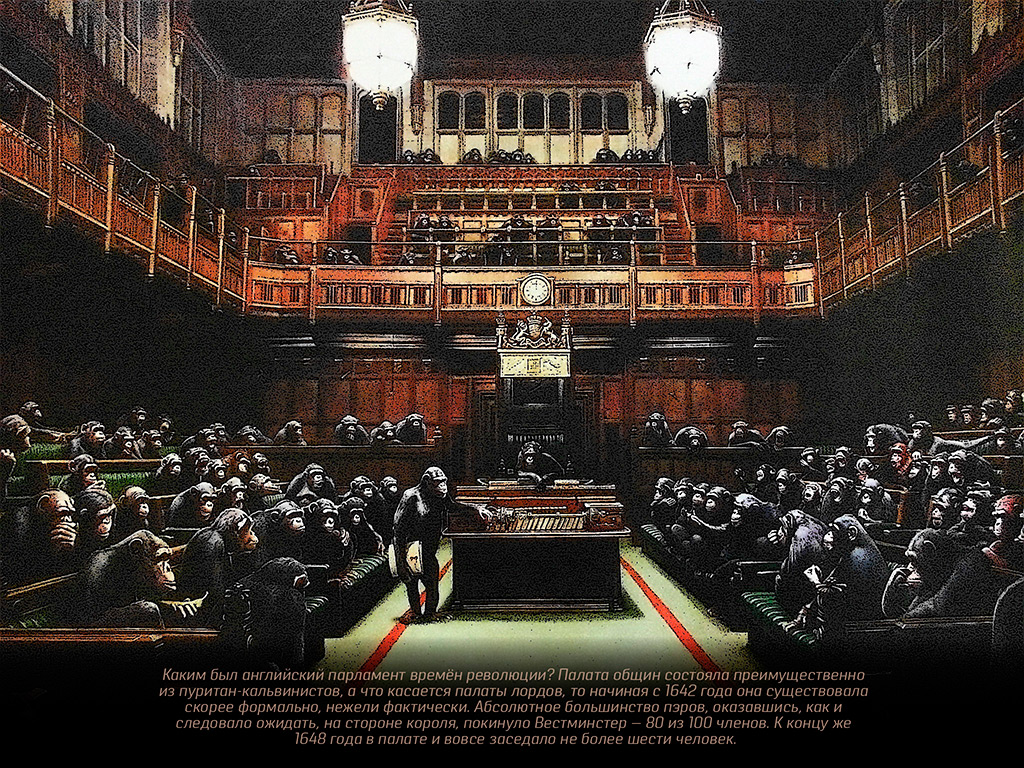 Каким был английский парламент времён революции? Палата общин состояла преимущественно
из пуритан-кальвинистов, а что касается палаты лордов, то начиная с 1642 года она существовала
скорее формально, нежели фактически. Абсолютное большинство пэров, оказавшись, как и
следовало ожидать, на стороне короля, покинуло Вестминстер – 80 из 100 членов. К концу же
1648 года в палате и вовсе заседало не более шести человек.